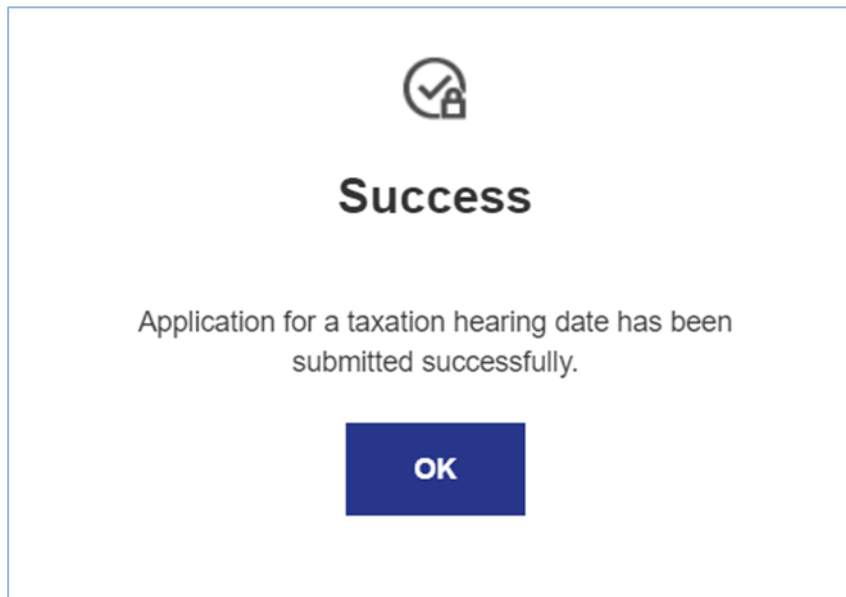 Success
Application for a taxation hearing date has been
submitted successfully.
OK